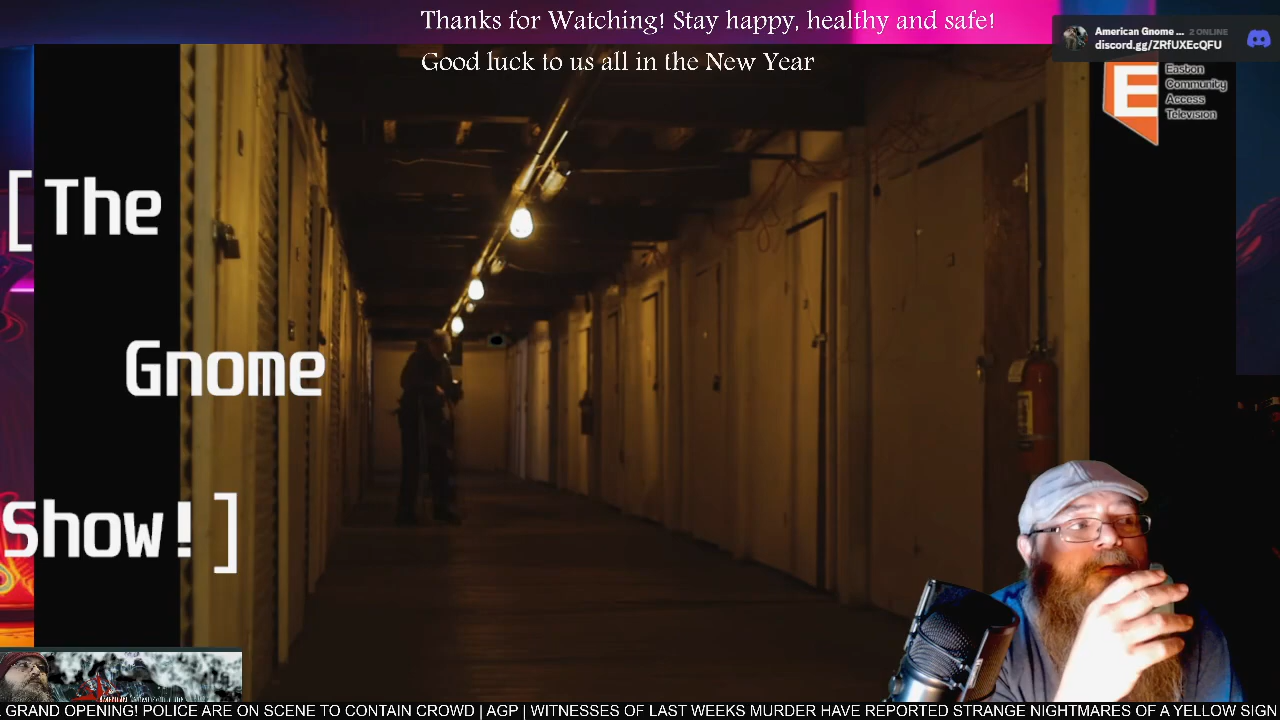 Thanks for Watching! Stay happy, healthy and safe!
Good luck to us all in the New Year
American Gnome ... 2 ONLINE
discord.gg/ZRfUXEcQFU
E
Easton
Community
Access
Television
[The
Gnome
Show!]
GRAND OPENING! POLICE ARE ON SCENE TO CONTAIN CROWD | AGP | WITNESSES OF LAST WEEKS MURDER HAVE REPORTED STRANGE NIGHTMARES OF A YELLOW SIGN